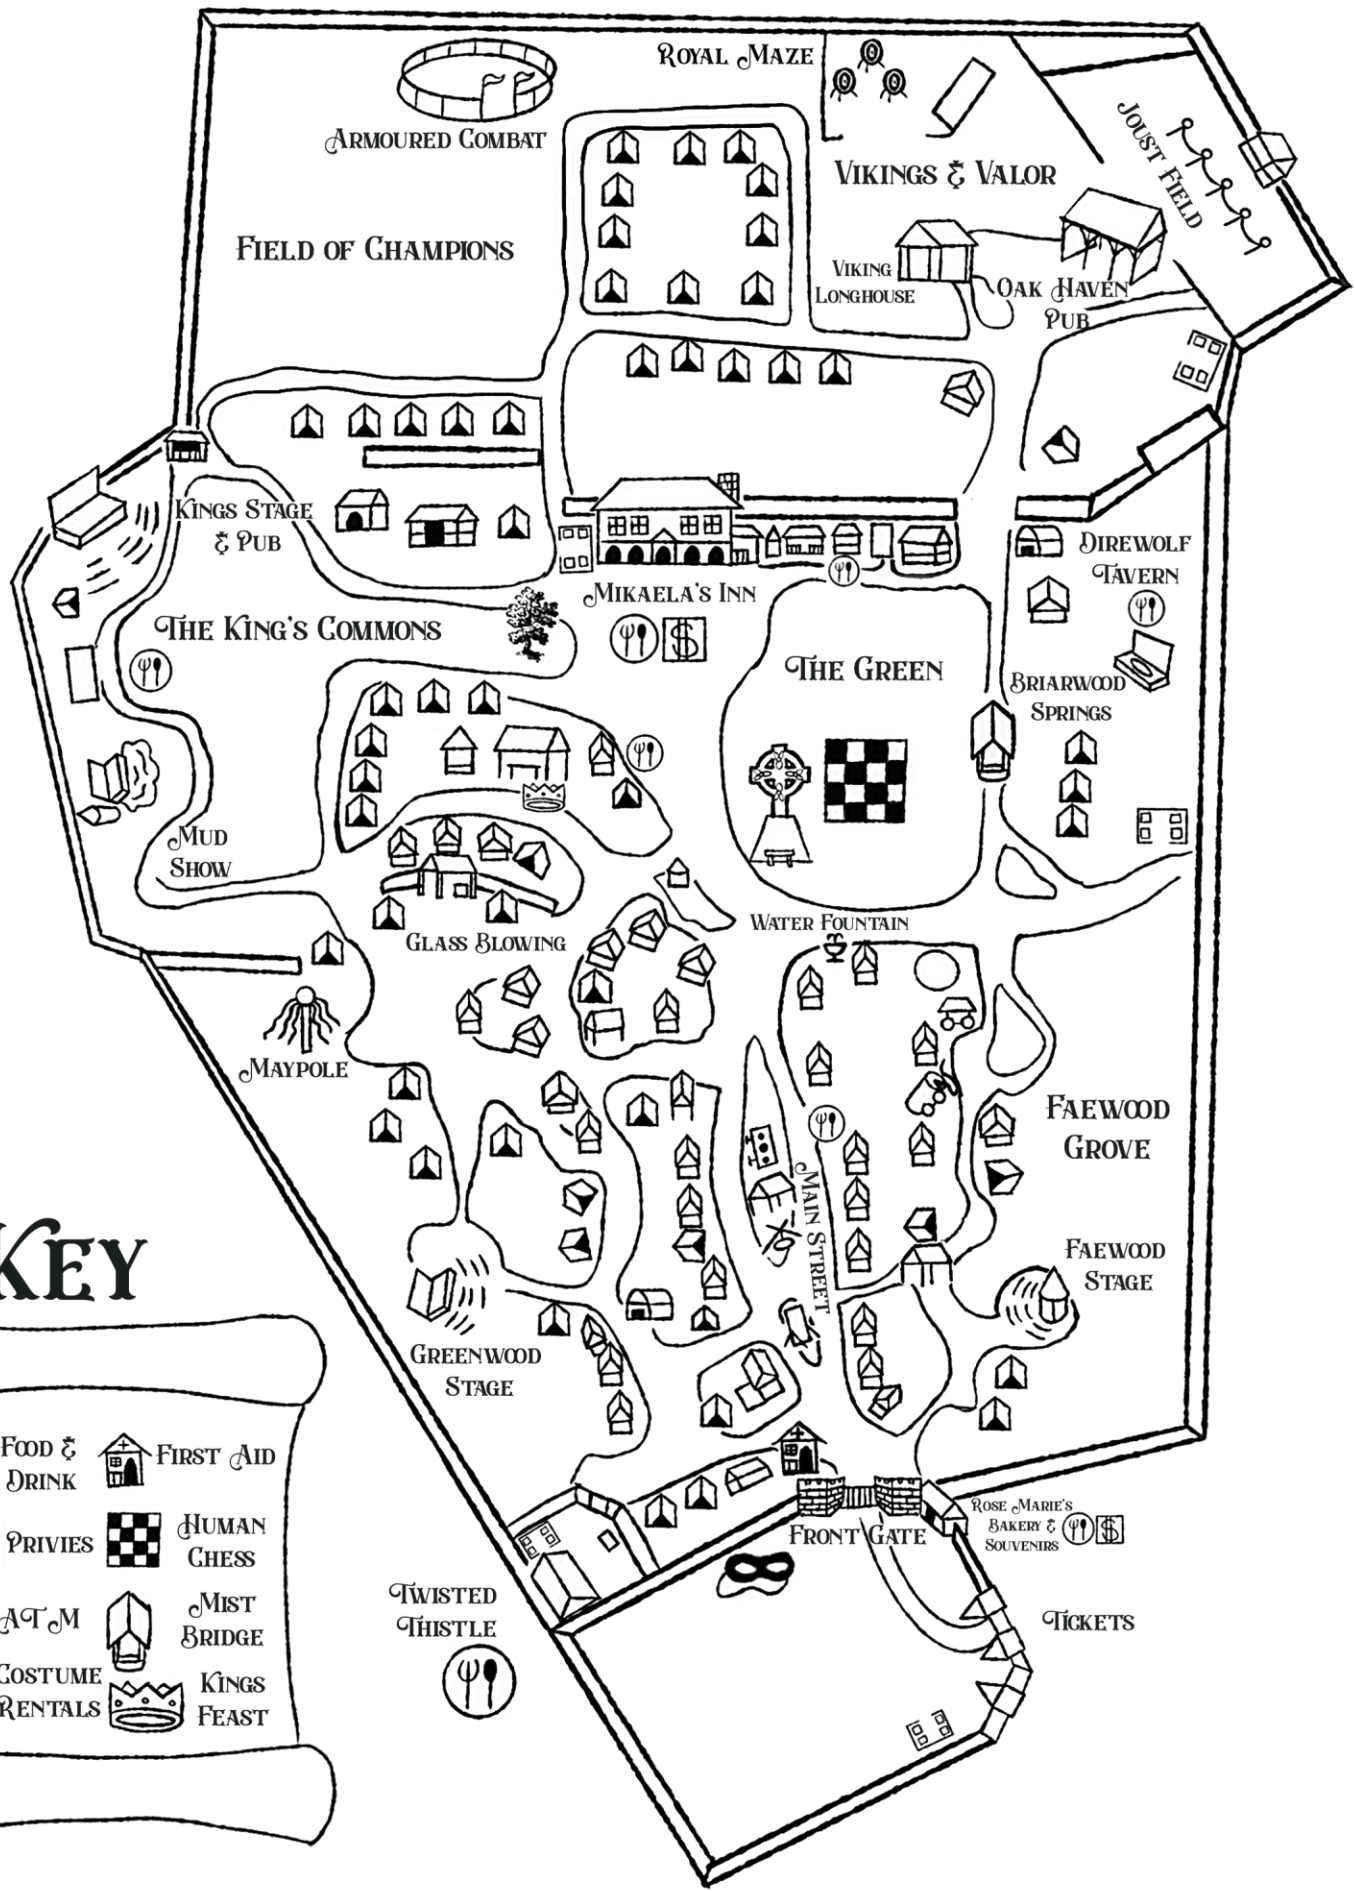 Royal Maze
Armoured Combat
Joust Field
Vikings & Valor
Field of Champions
Viking
Longhouse
Oak Haven
Pub
Kings Stage
& Pub
Direwolf
Tavern
Mikaela's Inn
The King's Commons
The Green
Briarwood
Springs
Mud
Show
Water Fountain
Glass Blowing
Maypole
Faewood
Grove
Main Street
Key
Faewood
Stage
Greenwood
Stage
Food &
Drink
First Aid
Privies
Human
Chess
Front Gate
Rose Marie's
Bakery &
Souvenirs
Twisted
Thistle
Tickets
ATM
Mist
Bridge
Costume
Rentals
Kings
Feast